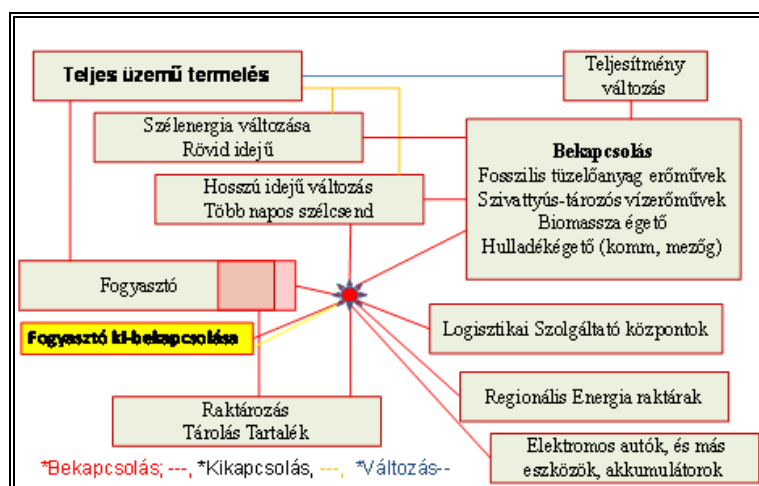 Teljes üzemű termelés
Teljesítmény
változás
Szélenergia változása
Rövid idejű
Bekapcsolás
Fosszilis tüzelőanyag erőművek
Szivattyús-tározós vízerőművek
Biomassza égető
Hulladékégető (komm, mezőg)
Hosszú idejű változás
Több napos szélcsend
Fogyasztó
Fogyasztó ki-bekapcsolása
Logisztikai Szolgáltató központok
Regionális Energia raktárak
Raktározás
Tárolás Tartalék
Elektromos autók, és más
eszközök, akkumulátorok
*Bekapcsolás; ---, *Kikapcsolás, ---, *Változás--